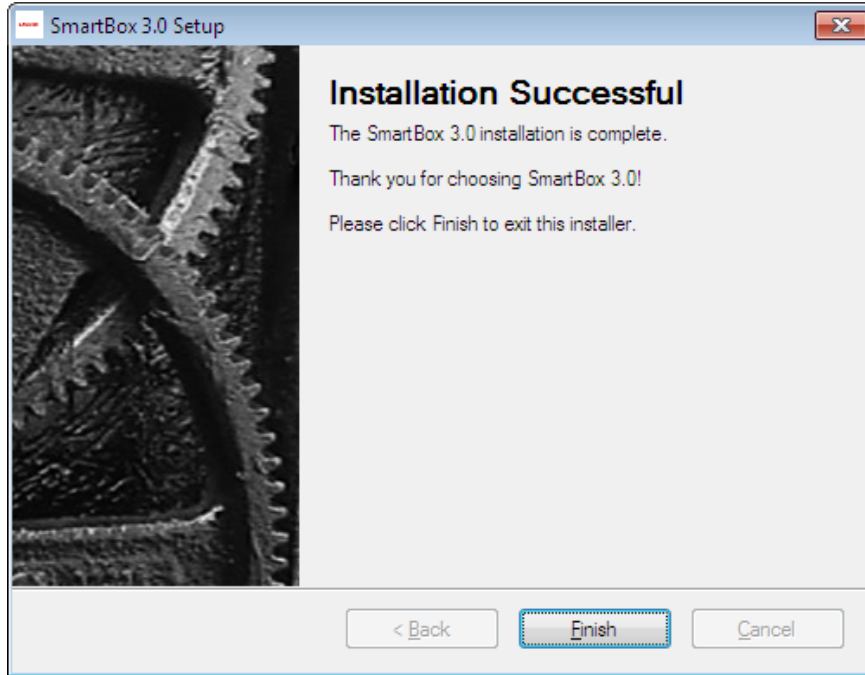 SmartBox 3.0 Setup
Installation Successful
The SmartBox 3.0 installation is complete.
Thank you for choosing SmartBox 3.0!
Please click Finish to exit this installer.
< Back
Finish
Cancel